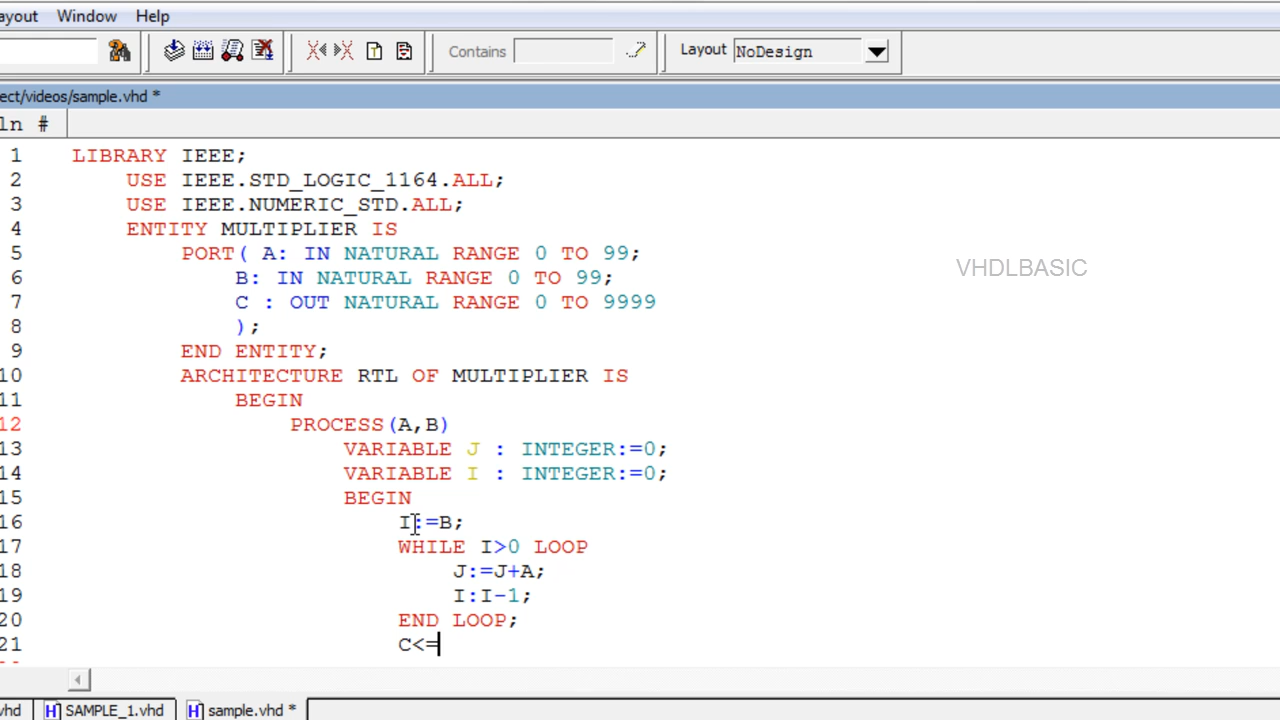 ayout Window Help
Contains Layout NoDesign
ect/videos/sample.vhd *
ln #
1 LIBRARY IEEE;
2 USE IEEE.STD_LOGIC_1164.ALL;
3 USE IEEE.NUMERIC_STD.ALL;
4 ENTITY MULTIPLIER IS
5 PORT( A: IN NATURAL RANGE 0 TO 99;
6 B: IN NATURAL RANGE 0 TO 99;
7 C : OUT NATURAL RANGE 0 TO 9999
8 );
9 END ENTITY;
10 ARCHITECTURE RTL OF MULTIPLIER IS
11 BEGIN
12 PROCESS(A,B)
13 VARIABLE J : INTEGER:=0;
14 VARIABLE I : INTEGER:=0;
15 BEGIN
16 I:=B;
17 WHILE I>0 LOOP
18 J:=J+A;
19 I:I-1;
20 END LOOP;
21 C<=
VHDLBASIC
vhd SAMPLE_1.vhd sample.vhd *